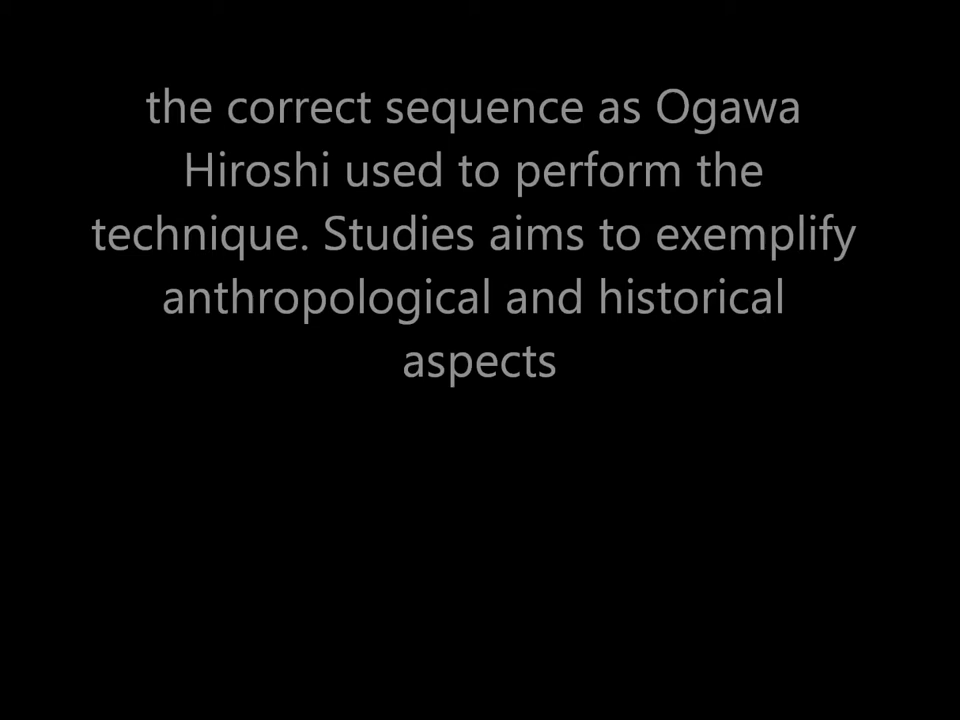 the correct sequence as Ogawa
Hiroshi used to perform the
technique. Studies aims to exemplify
anthropological and historical
aspects